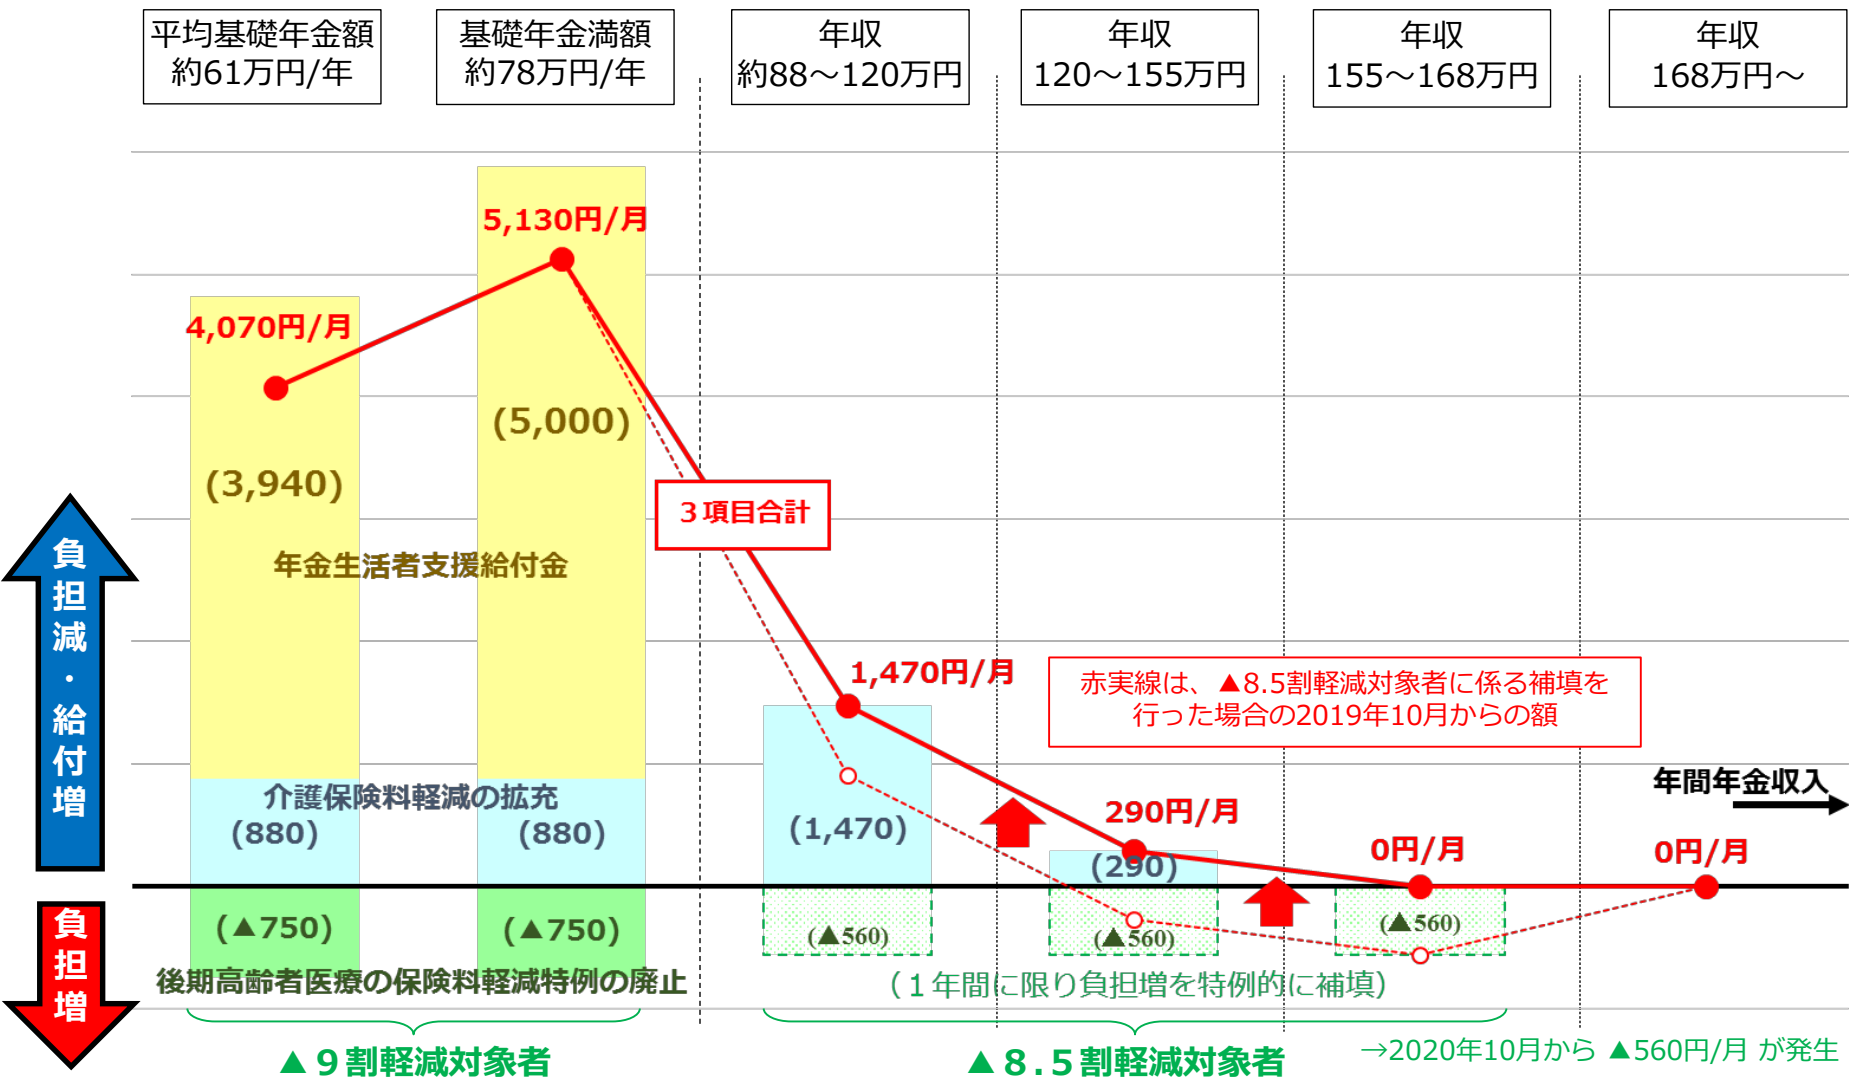 平均基礎年金額
約61万円/年
基礎年金満額
約78万円/年
年収
約88～120万円
年収
120～155万円
年収
155～168万円
年収
168万円～
5,130円/月
4,070円/月
(5,000)
(3,940)
３項目合計
年金生活者支援給付金
負担減・給付増
1,470円/月
赤実線は、▲8.5割軽減対象者に係る補填を
行った場合の2019年10月からの額
年間年金収入
介護保険料軽減の拡充
(880)
(880)
(1,470)
290円/月
(290)
0円/月
0円/月
負担増
(▲750)
(▲750)
(▲560)
(▲560)
(▲560)
後期高齢者医療の保険料軽減特例の廃止
(１年間に限り負担増を特例的に補填)
▲９割軽減対象者
▲８.５割軽減対象者
→2020年10月から ▲560円/月 が発生